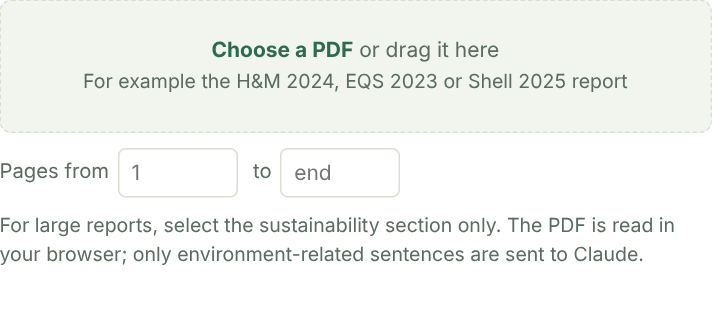 Choose a PDF or drag it here
For example the H&M 2024, EQS 2023 or Shell 2025 report
Pages from 1 to end
For large reports, select the sustainability section only. The PDF is read in
your browser; only environment-related sentences are sent to Claude.